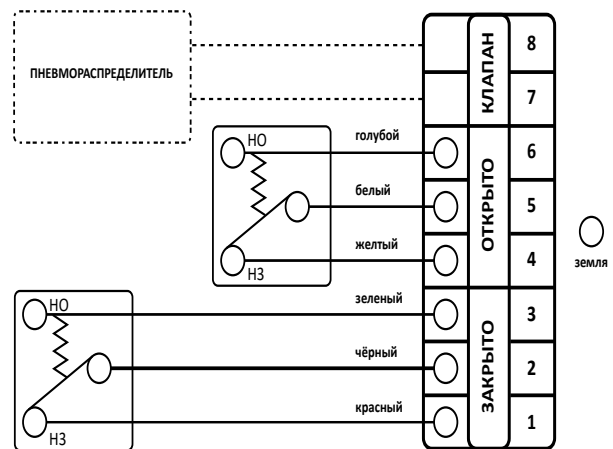 ПНЕВМОРАСПРЕДЕЛИТЕЛЬ
КЛАПАН
8
7
НО
голубой
6
белый
ОТКРЫТО
5
желтый
4
НЗ
земля
НО
зеленый
3
чёрный
ЗАКРЫТО
2
красный
1
НЗ